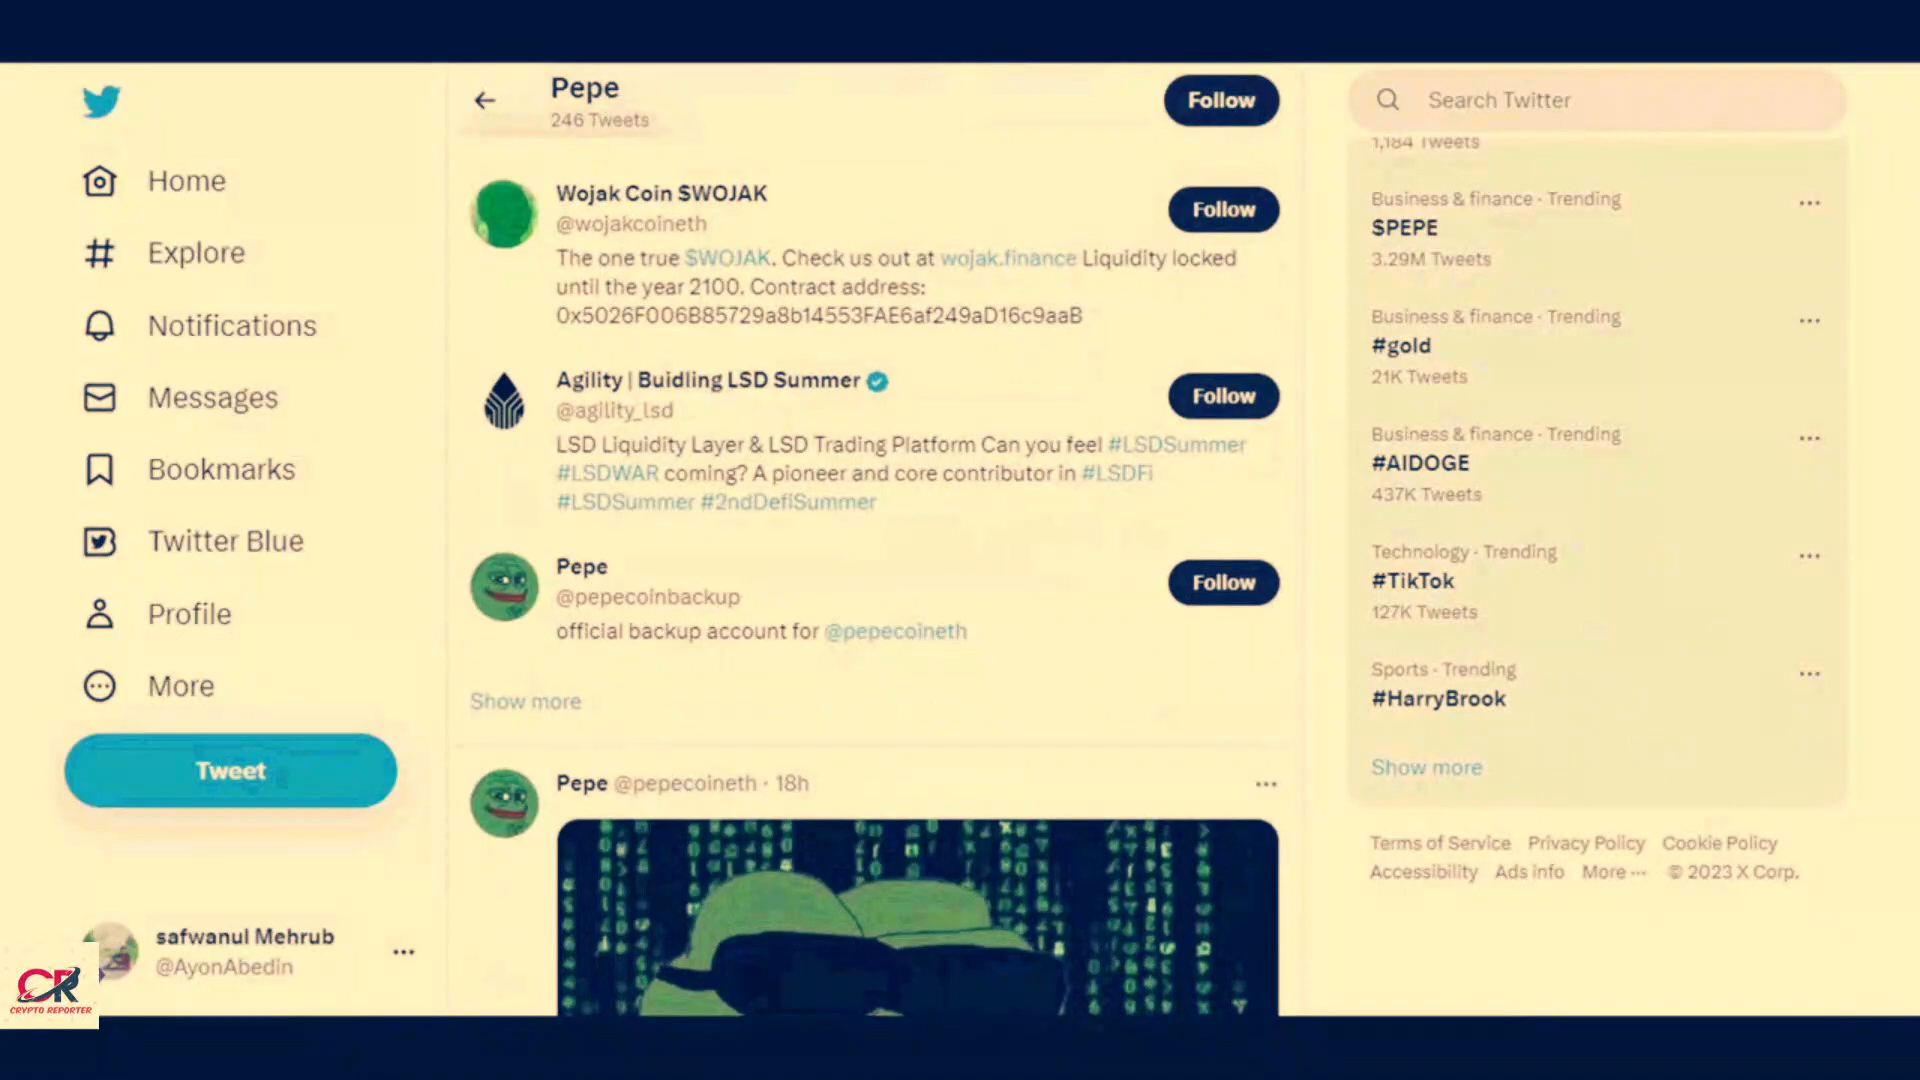 Home
Explore
Notifications
Messages
Bookmarks
Twitter Blue
Profile
More
Tweet
safwanul Mehrub
@AyonAbedin
CR
CRYPTO REPORTER
Pepe
246 Tweets
Follow
Wojak Coin $WOJAK
@wojakcoineth
Follow
The one true $WOJAK. Check us out at wojak.finance Liquidity locked
until the year 2100. Contract address:
0x5026F006B85729a8b14553FAE6af249aD16c9aaB
Agility | Buidling LSD Summer
@agility_lsd
Follow
LSD Liquidity Layer & LSD Trading Platform Can you feel #LSDSummer
#LSDWAR coming? A pioneer and core contributor in #LSDFi
#LSDSummer #2ndDefiSummer
Pepe
@pepecoinbackup
Follow
official backup account for @pepecoineth
Show more
Pepe @pepecoineth · 18h
Search Twitter
1,184 Tweets
Business & finance · Trending
$PEPE
3.29M Tweets
Business & finance · Trending
#gold
21K Tweets
Business & finance · Trending
#AIDOGE
437K Tweets
Technology · Trending
#TikTok
127K Tweets
Sports · Trending
#HarryBrook
Show more
Terms of Service Privacy Policy Cookie Policy
Accessibility Ads info More ··· © 2023 X Corp.